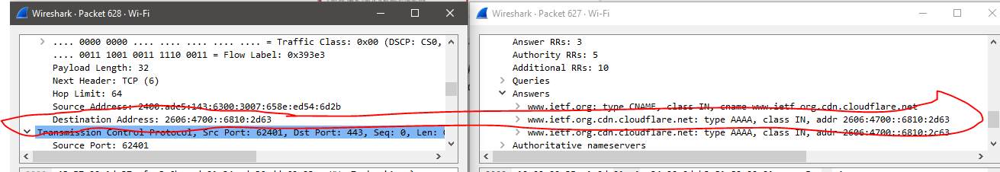 Wireshark · Packet 628 · Wi-Fi
.... 0000 0000 .... .... .... .... .... = Traffic Class: 0x00 (DSCP: CS0,
.... 0011 1001 0011 1110 0011 = Flow Label: 0x393e3
Payload Length: 32
Next Header: TCP (6)
Hop Limit: 64
Source Address: 2400:adc5:143:6300:3007:658e:ed54:6d2b
Destination Address: 2606:4700::6810:2d63
Transmission Control Protocol, Src Port: 62401, Dst Port: 443, Seq: 0, Len:
Source Port: 62401
Wireshark · Packet 627 · Wi-Fi
Answer RRs: 3
Authority RRs: 5
Additional RRs: 10
Queries
Answers
www.ietf.org: type CNAME, class IN, cname www.ietf.org.cdn.cloudflare.net
www.ietf.org.cdn.cloudflare.net: type AAAA, class IN, addr 2606:4700::6810:2d63
www.ietf.org.cdn.cloudflare.net: type AAAA, class IN, addr 2606:4700::6810:2c63
Authoritative nameservers